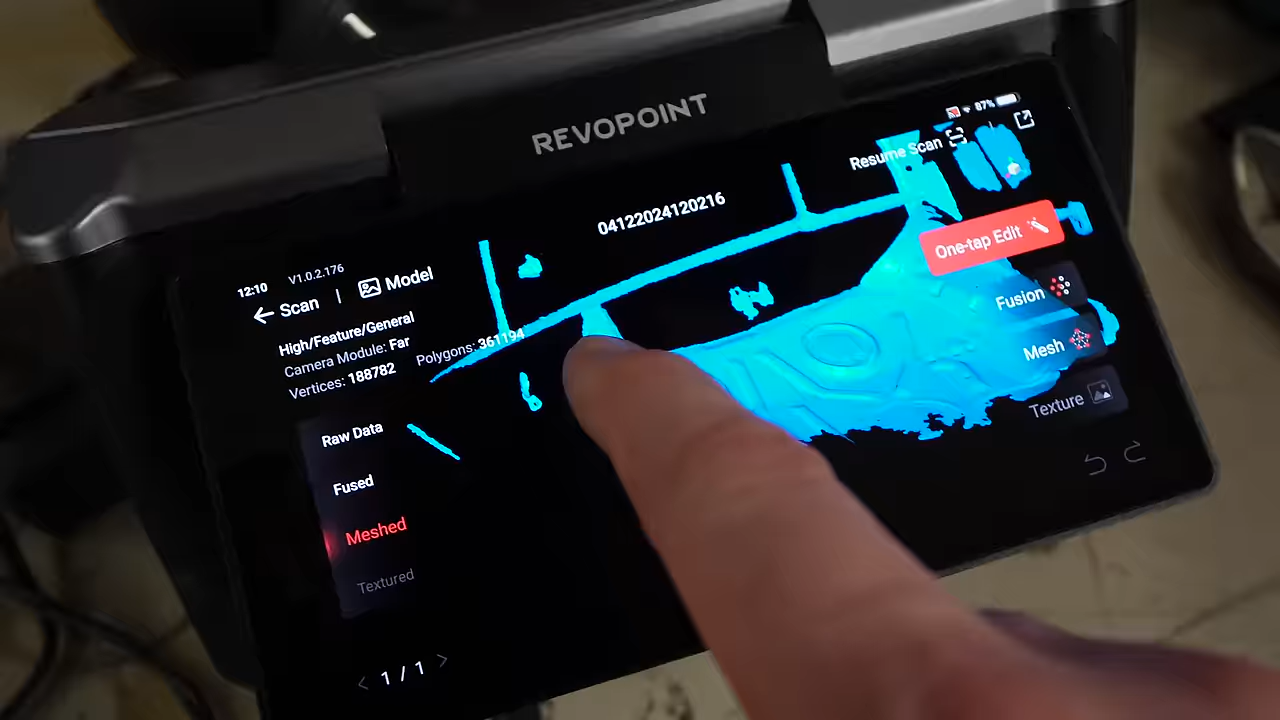 REVOPOINT
87%
12:10
V1.0.2.176
Scan | Model
04122024120216
Resume Scan
High/Feature/General
Camera Module: Far
Vertices: 188782
Polygons: 361194
One-tap Edit
Fusion
Mesh
Texture
Raw Data
Fused
Meshed
Textured
< 1 / 1 >